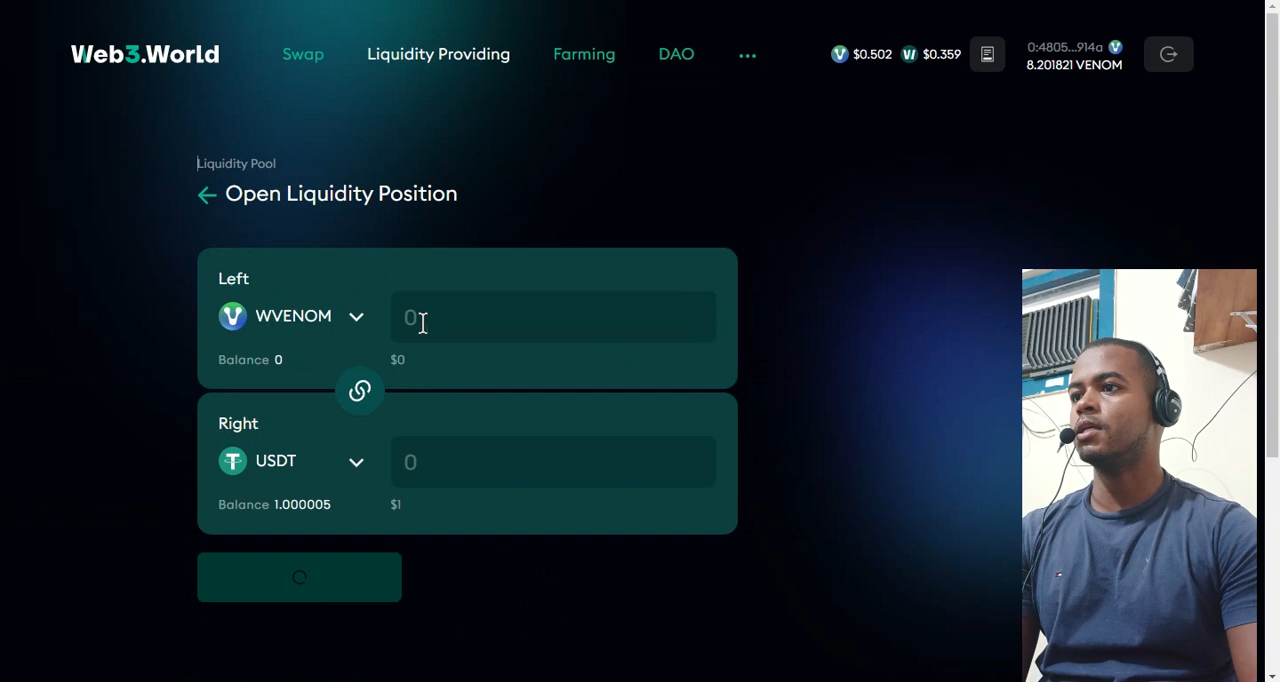 Web3.World
Swap
Liquidity Providing
Farming
DAO
$0.502
$0.359
0:4805...914a
8.201821 VENOM
Liquidity Pool
Open Liquidity Position
Left
WVENOM
0
Balance 0
$0
Right
USDT
0
Balance 1.000005
$1